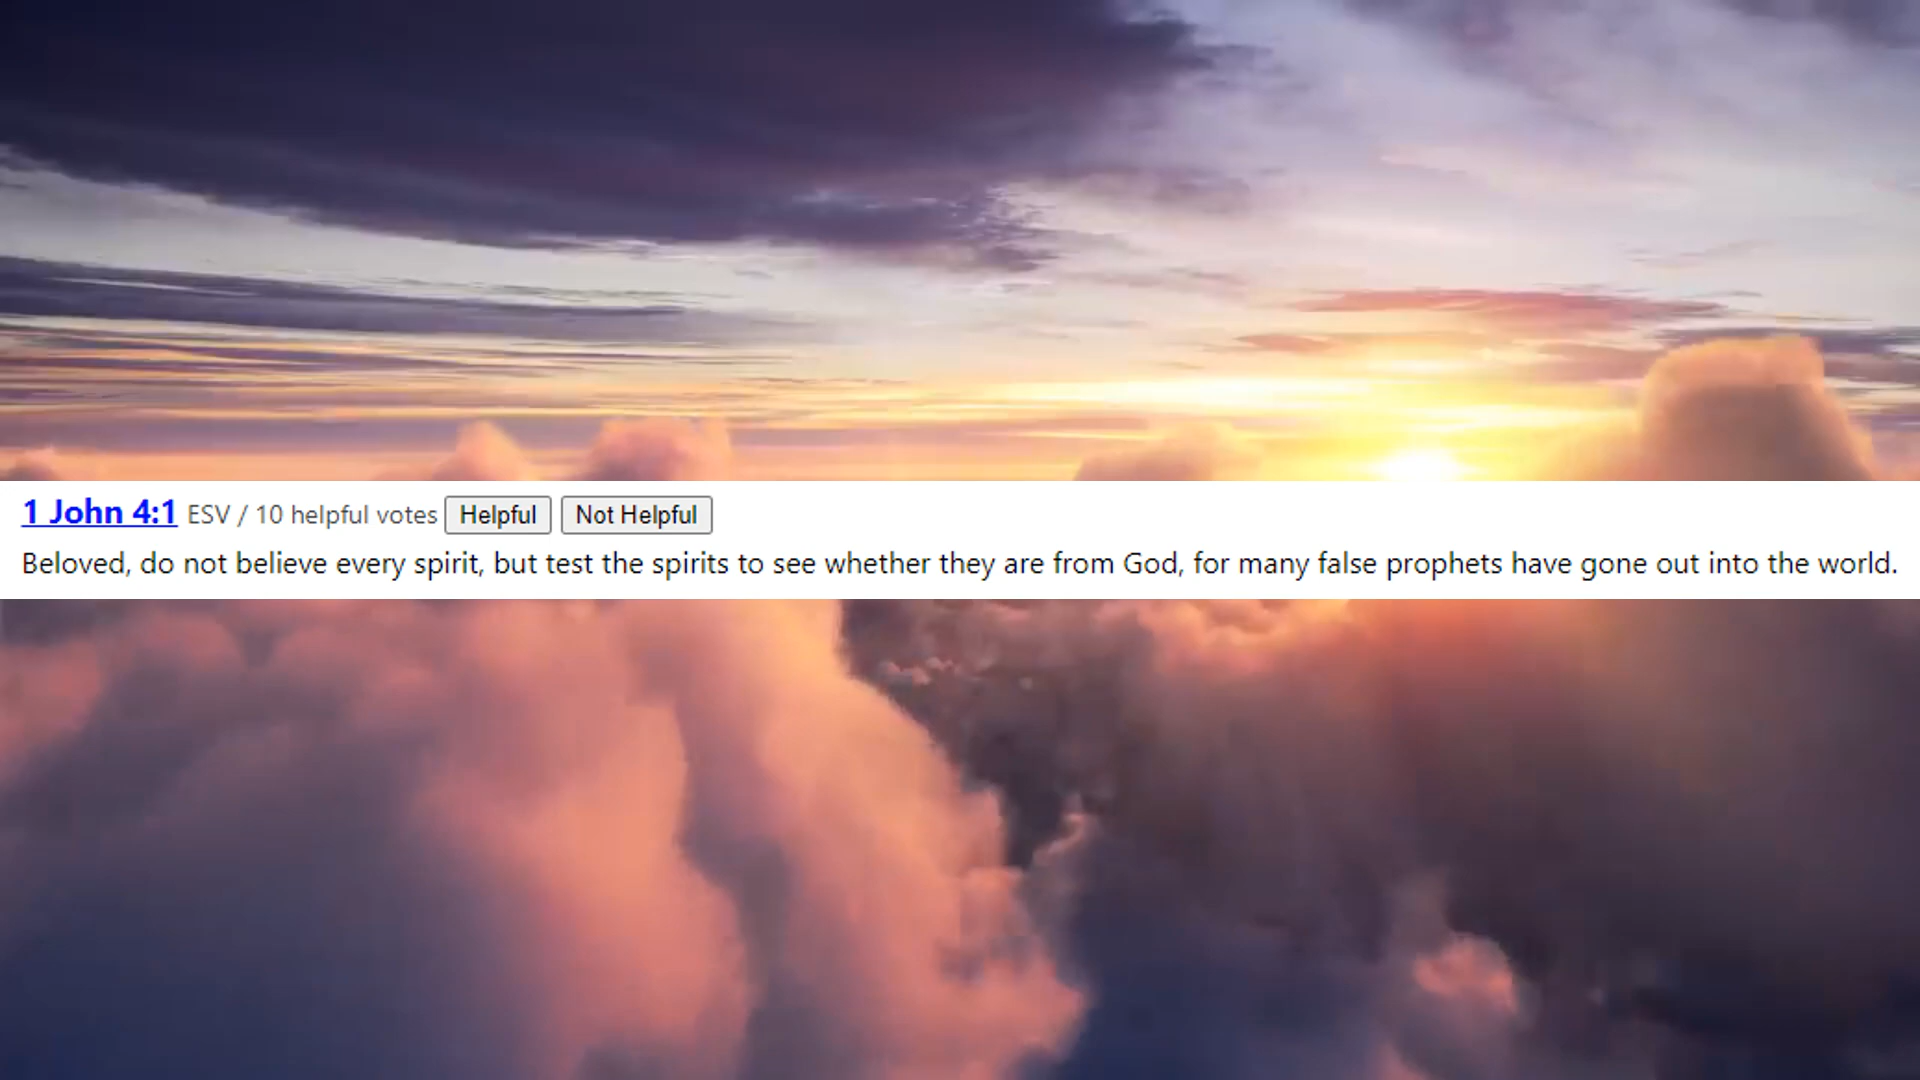 1 John 4:1 ESV / 10 helpful votes Helpful Not Helpful
Beloved, do not believe every spirit, but test the spirits to see whether they are from God, for many false prophets have gone out into the world.